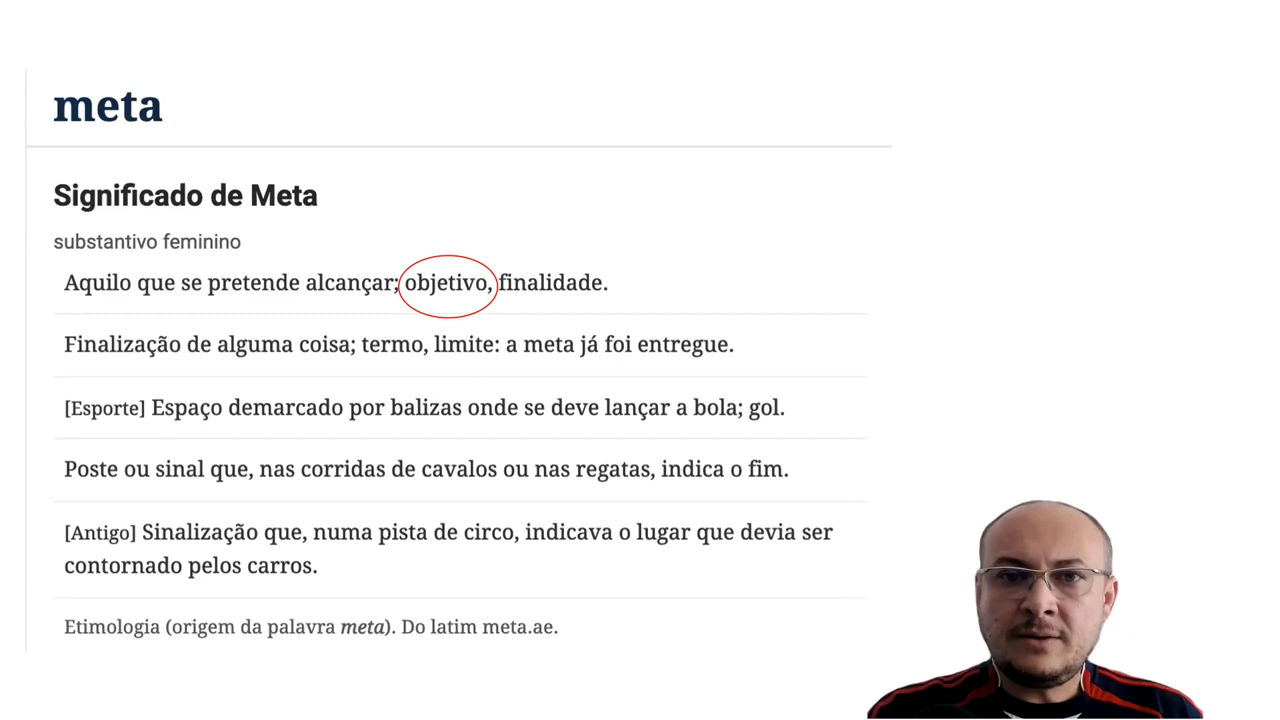 meta
Significado de Meta
substantivo feminino
Aquilo que se pretende alcançar; objetivo, finalidade.
Finalização de alguma coisa; termo, limite: a meta já foi entregue.
[Esporte] Espaço demarcado por balizas onde se deve lançar a bola; gol.
Poste ou sinal que, nas corridas de cavalos ou nas regatas, indica o fim.
[Antigo] Sinalização que, numa pista de circo, indicava o lugar que devia ser
contornado pelos carros.
Etimologia (origem da palavra meta). Do latim meta.ae.